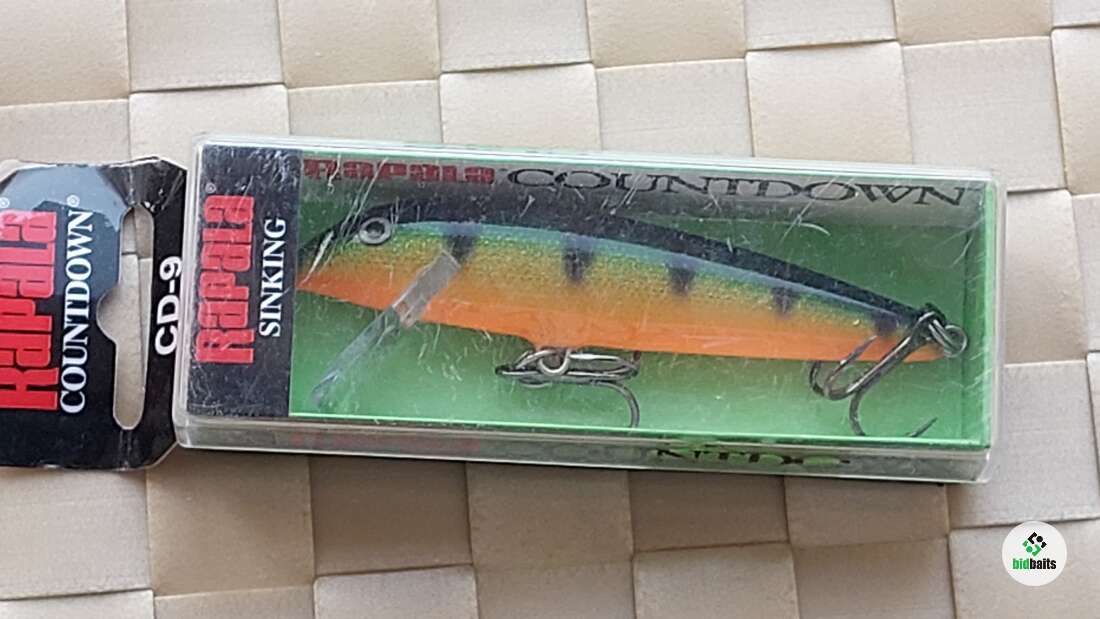 Rapala®
COUNTDOWN®
CD-9
Rapala®
SINKING
Rapala COUNTDOWN
bidbaits